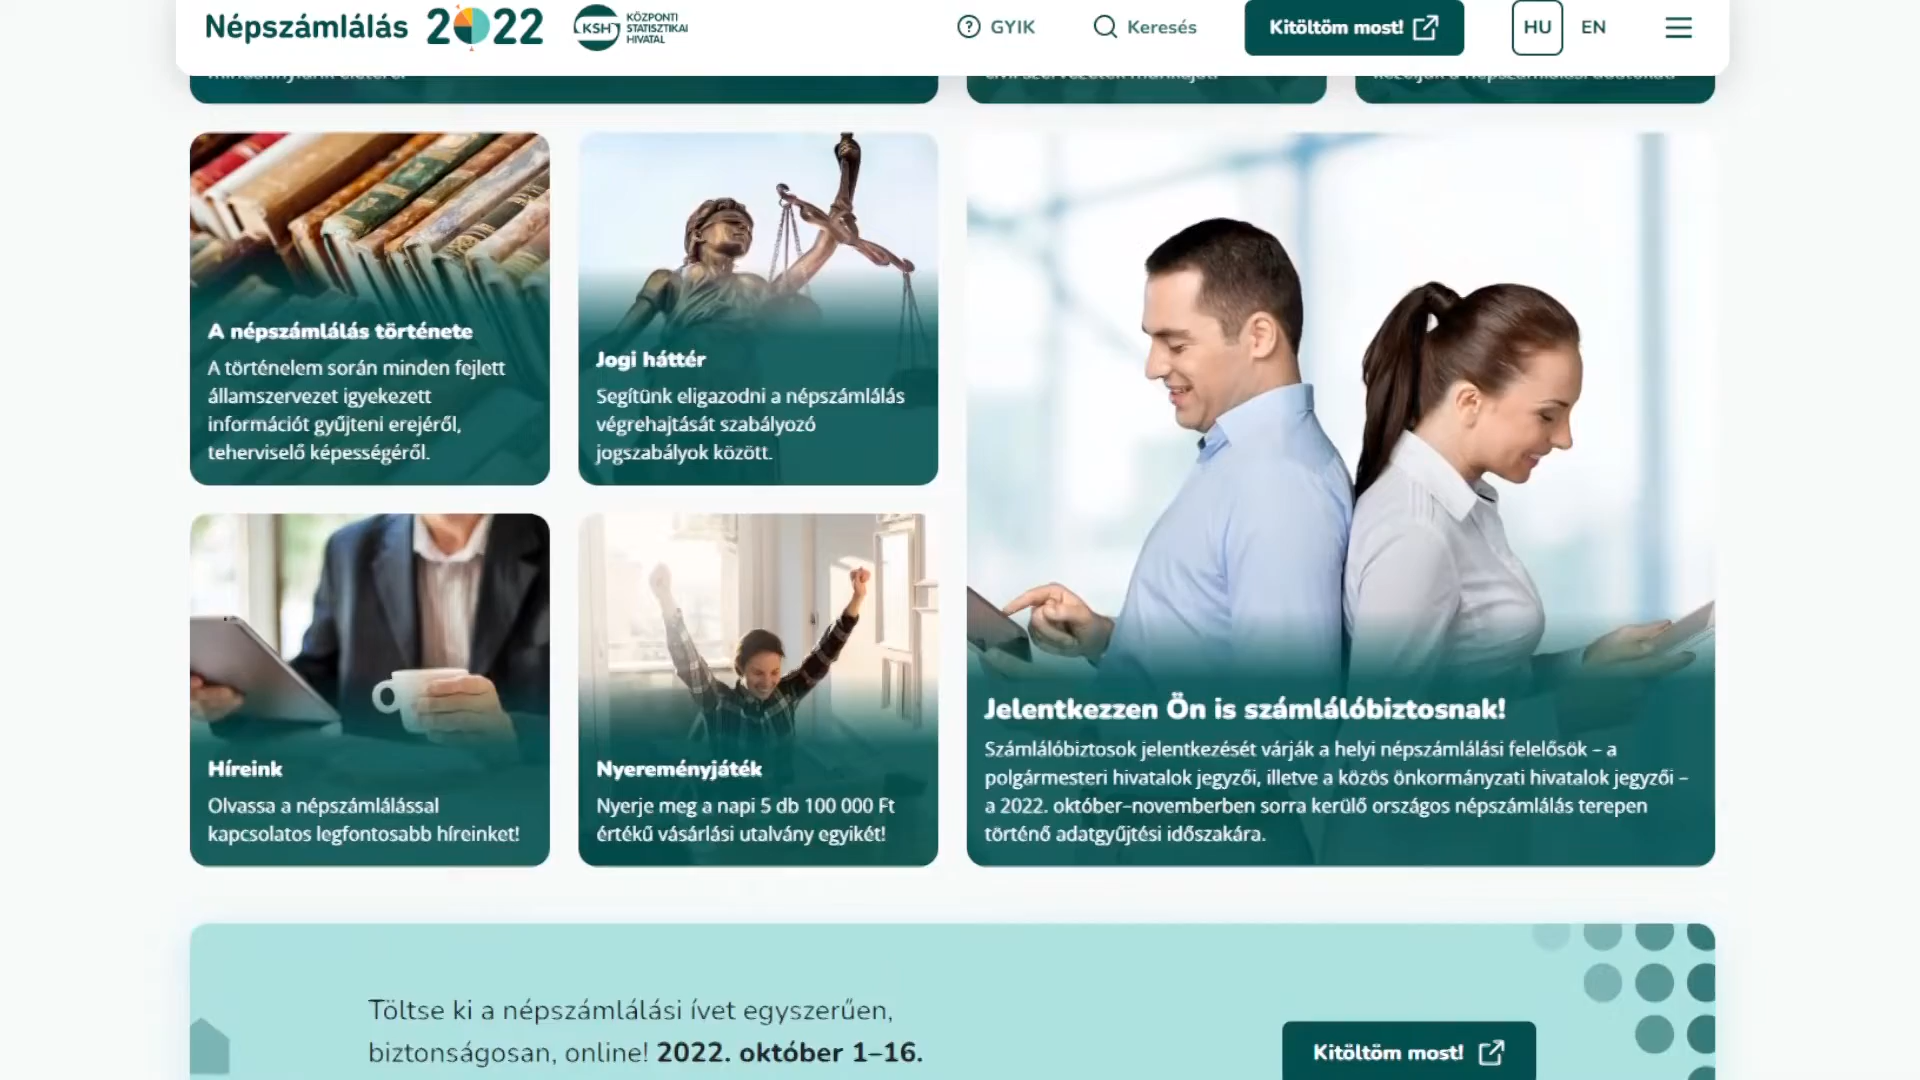 Népszámlálás 2022
KSH
KÖZPONTI
STATISZTIKAI
HIVATAL
GYIK
Keresés
Kitöltöm most!
HU
EN
A népszámlálás története
A történelem során minden fejlett
államszervezet igyekezett
információt gyűjteni erejéről,
teherviselő képességéről.
Jogi háttér
Segítünk eligazodni a népszámlálás
végrehajtását szabályozó
jogszabályok között.
Híreink
Olvassa a népszámlálással
kapcsolatos legfontosabb híreinket!
Nyereményjáték
Nyerje meg a napi 5 db 100 000 Ft
értékű vásárlási utalvány egyikét!
Jelentkezzen Ön is számlálóbiztosnak!
Számlálóbiztosok jelentkezését várják a helyi népszámlálási felelősök – a
polgármesteri hivatalok jegyzői, illetve a közös önkormányzati hivatalok jegyzői –
a 2022. október–novemberben sorra kerülő országos népszámlálás terepen
történő adatgyűjtési időszakára.
Töltse ki a népszámlálási ívet egyszerűen,
biztonságosan, online! 2022. október 1–16.
Kitöltöm most!